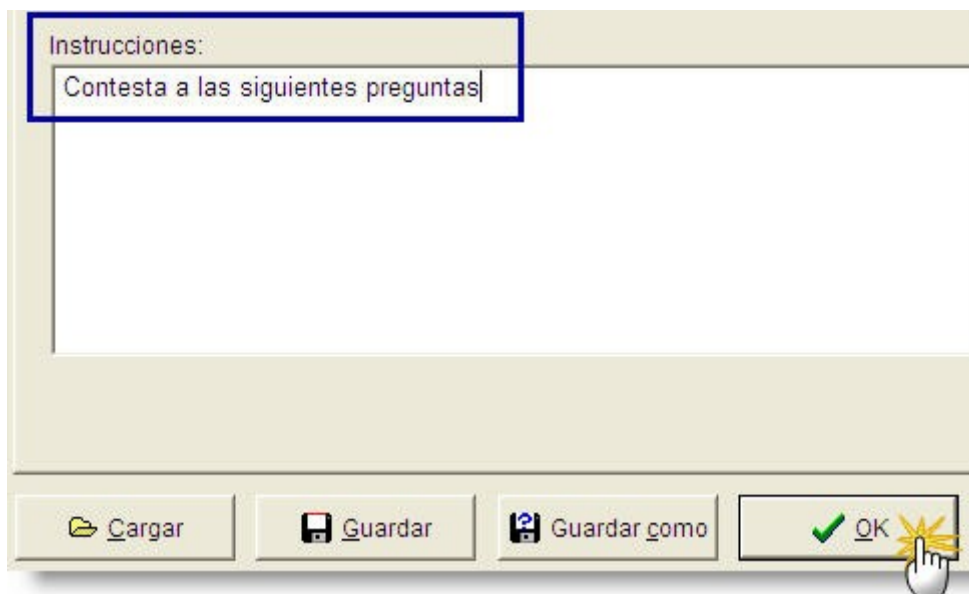 Instrucciones:
Contesta a las siguientes preguntas
Cargar
Guardar
Guardar como
OK